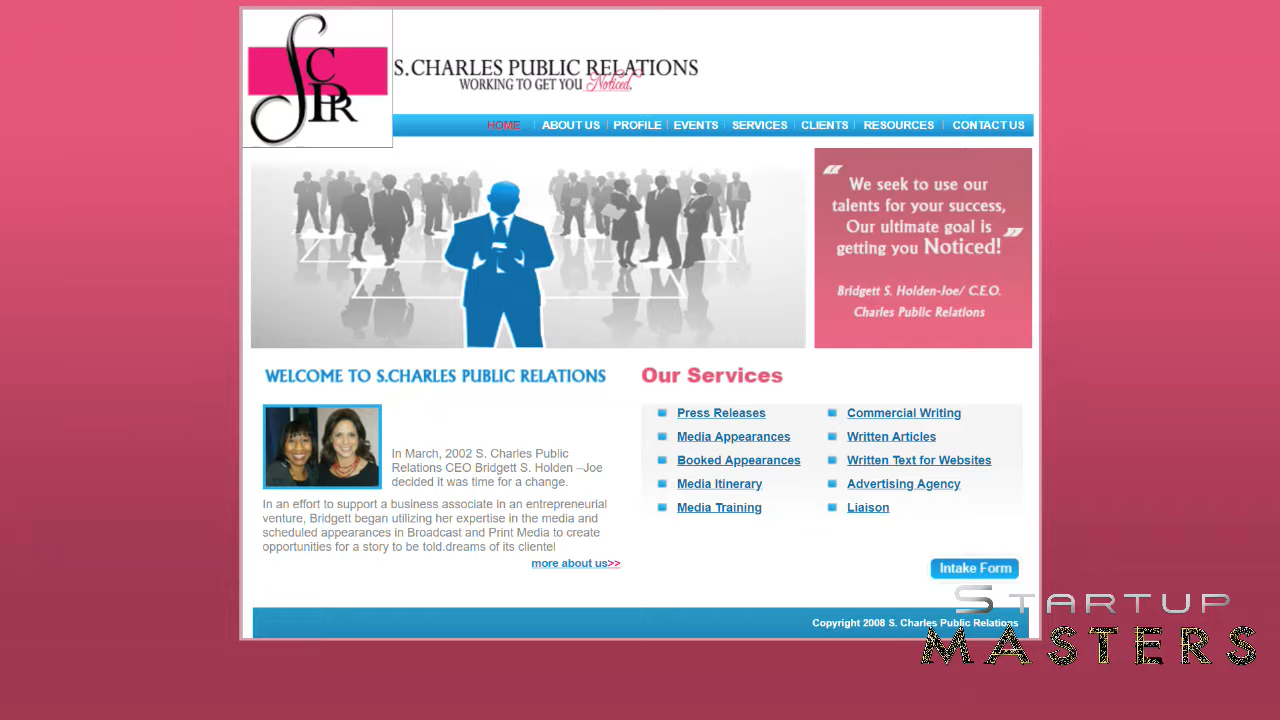 SCPR
S.CHARLES PUBLIC RELATIONS
WORKING TO GET YOU Noticed.
HOME ABOUT US PROFILE EVENTS SERVICES CLIENTS RESOURCES CONTACT US
“ We seek to use our
talents for your success,
Our ultimate goal is ”
getting you Noticed!
Bridgett S. Holden-Joe/ C.E.O.
Charles Public Relations
WELCOME TO S.CHARLES PUBLIC RELATIONS
In March, 2002 S. Charles Public
Relations CEO Bridgett S. Holden –Joe
decided it was time for a change.
In an effort to support a business associate in an entrepreneurial
venture, Bridgett began utilizing her expertise in the media and
scheduled appearances in Broadcast and Print Media to create
opportunities for a story to be told.dreams of its clientel
more about us>>
Our Services
Press Releases
Media Appearances
Booked Appearances
Media Itinerary
Media Training
Commercial Writing
Written Articles
Written Text for Websites
Advertising Agency
Liaison
Intake Form
Copyright 2008 S. Charles Public Relations
STARTUP
MASTERS